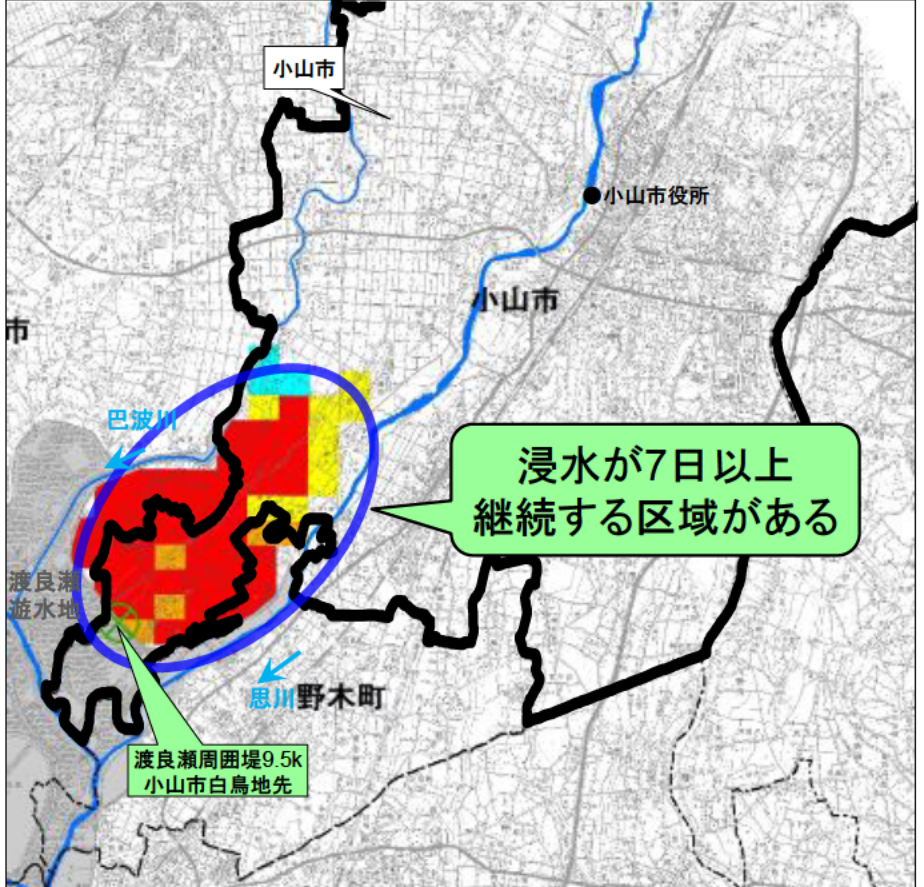 小山市
小山市役所
小山市
市
巴波川
浸水が7日以上
継続する区域がある
渡良瀬
遊水地
思川
野木町
渡良瀬周囲堤9.5k
小山市白鳥地先